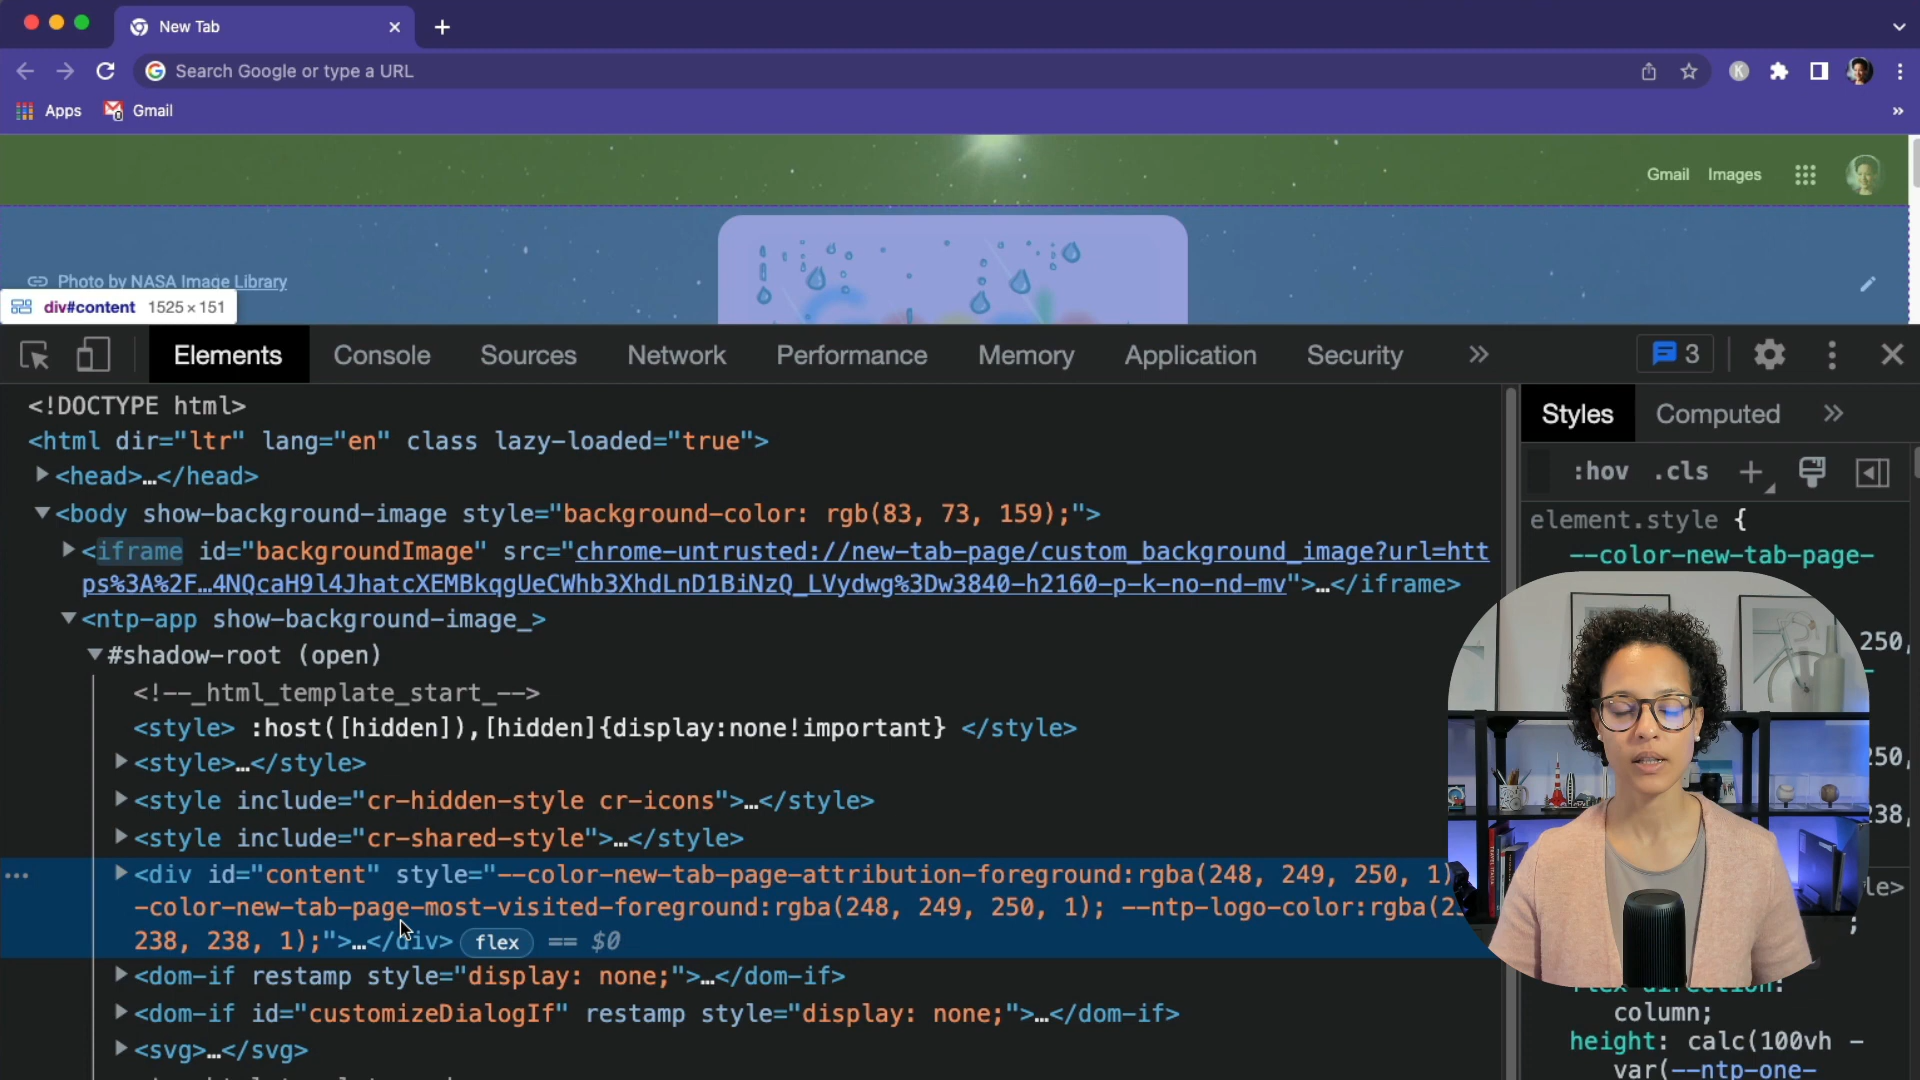 New Tab
Search Google or type a URL
K
Apps
Gmail
»
Gmail Images
Photo by NASA Image Library
div#content 1525×151
Elements Console Sources Network Performance Memory Application Security » 3
<!DOCTYPE html>
<html dir="ltr" lang="en" class lazy-loaded="true">
<head>…</head>
<body show-background-image style="background-color: rgb(83, 73, 159);">
<iframe id="backgroundImage" src="chrome-untrusted://new-tab-page/custom_background_image?url=htt
ps%3A%2F…4NQcaH9l4JhatcXEMBkqgUeCWhb3XhdLnD1BiNzQ_LVydwg%3Dw3840-h2160-p-k-no-nd-mv">…</iframe>
<ntp-app show-background-image_>
#shadow-root (open)
<!--_html_template_start_-->
<style> :host([hidden]),[hidden]{display:none!important} </style>
<style>…</style>
<style include="cr-hidden-style cr-icons">…</style>
<style include="cr-shared-style">…</style>
<div id="content" style="--color-new-tab-page-attribution-foreground:rgba(248, 249, 250, 1)
-color-new-tab-page-most-visited-foreground:rgba(248, 249, 250, 1); --ntp-logo-color:rgba(23
238, 238, 1);">…</div> flex == $0
<dom-if restamp style="display: none;">…</dom-if>
<dom-if id="customizeDialogIf" restamp style="display: none;">…</dom-if>
<svg>…</svg>
Styles Computed »
:hov .cls
element.style {
--color-new-tab-page-
250,
250,
238,
le>
;
flex-direction:
column;
height: calc(100vh -
var(--ntp-one-